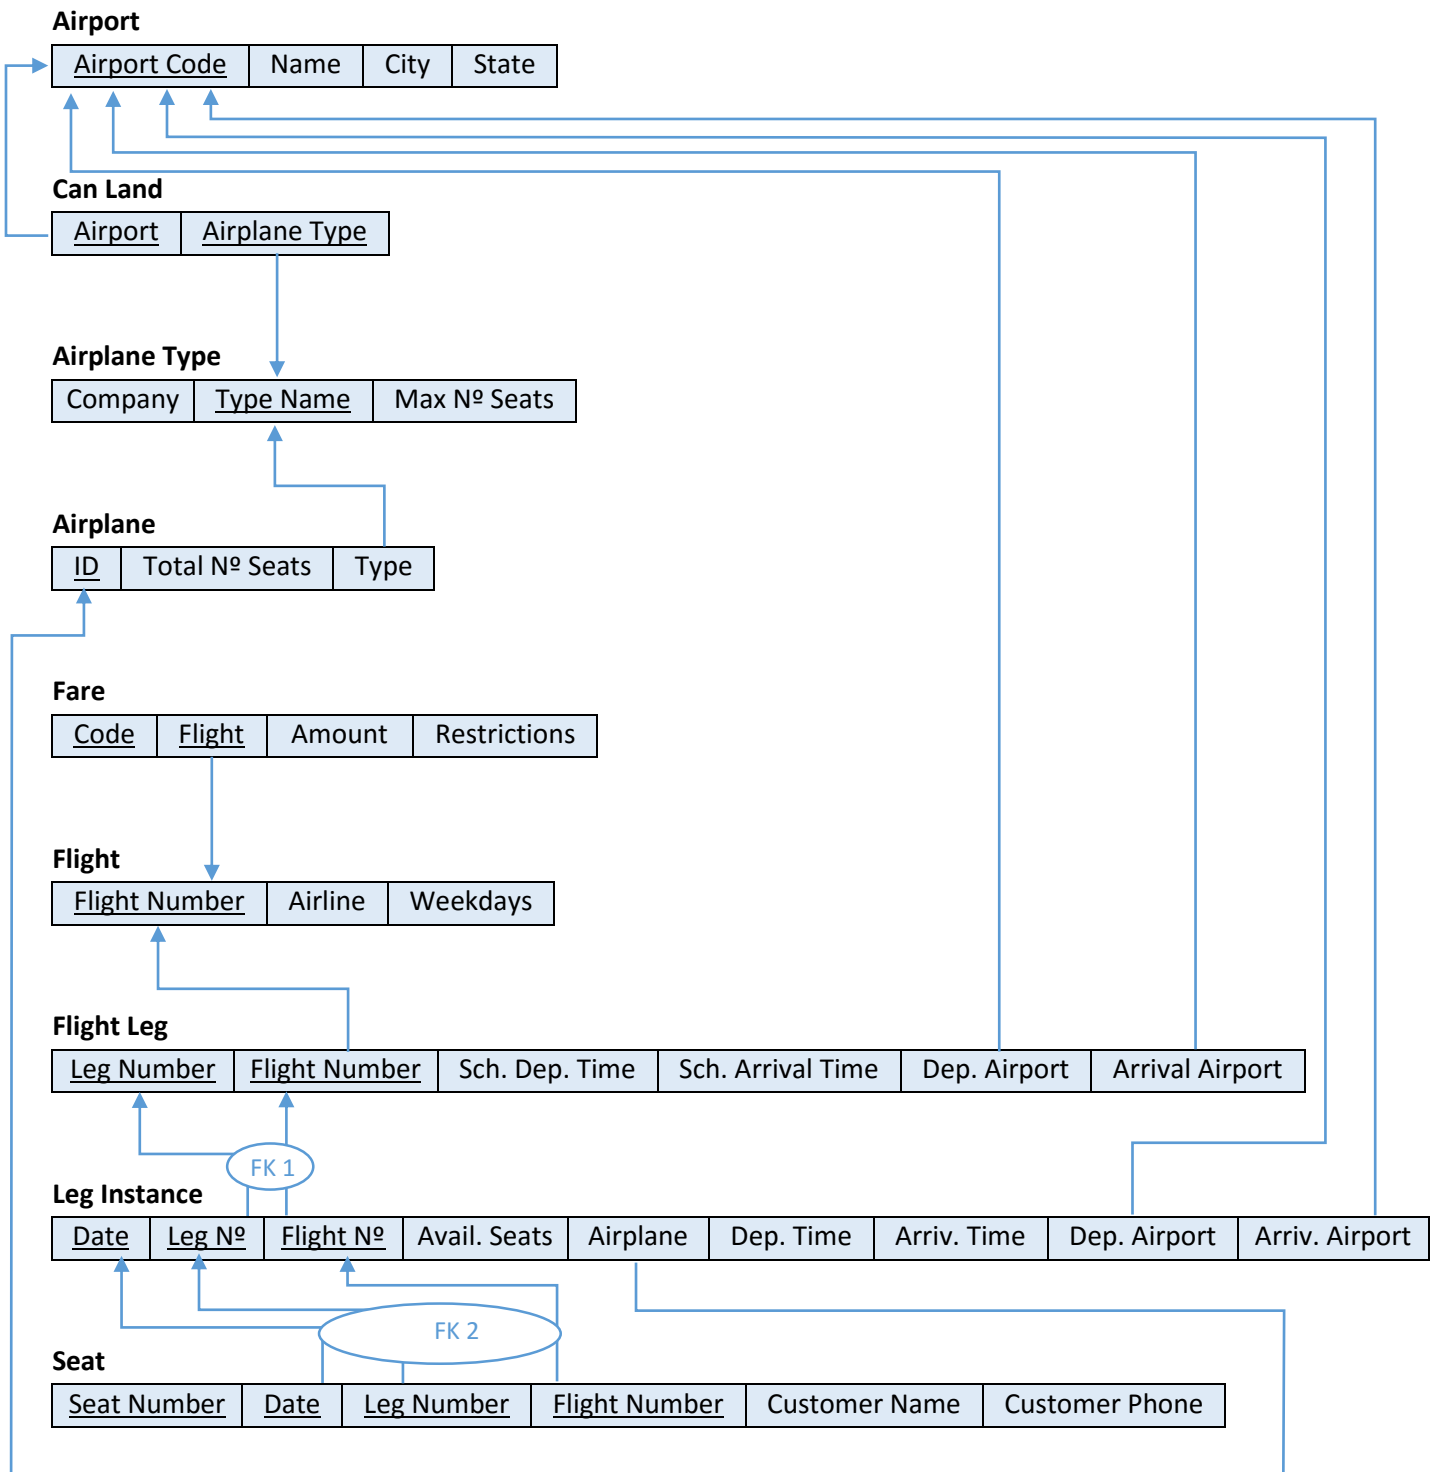 Airport
Airport Code Name City State
Can Land
Airport Airplane Type
Airplane Type
Company Type Name Max Nº Seats
Airplane
ID Total Nº Seats Type
Fare
Code Flight Amount Restrictions
Flight
Flight Number Airline Weekdays
Flight Leg
Leg Number Flight Number Sch. Dep. Time Sch. Arrival Time Dep. Airport Arrival Airport
FK 1
Leg Instance
Date Leg Nº Flight Nº Avail. Seats Airplane Dep. Time Arriv. Time Dep. Airport Arriv. Airport
FK 2
Seat
Seat Number Date Leg Number Flight Number Customer Name Customer Phone